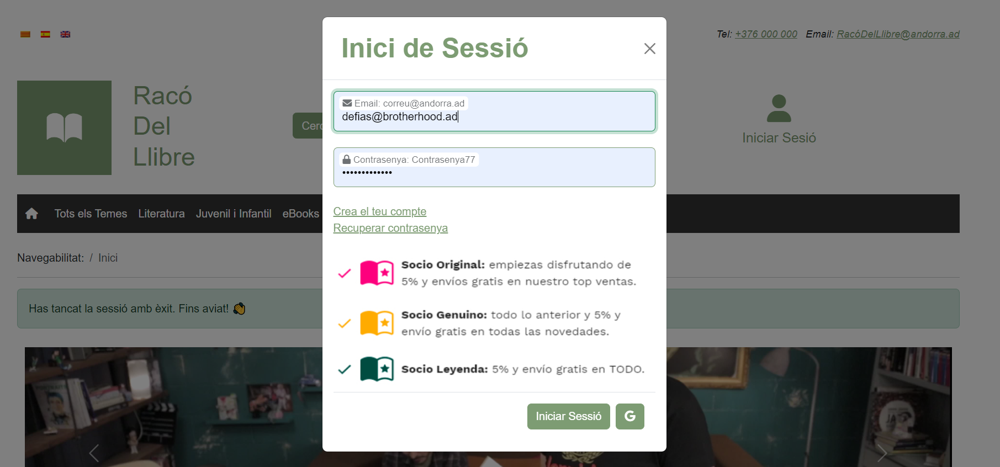 Tel: +376 000 000 Email: RacóDelLlibre@andorra.ad
Racó
Del
Llibre
Iniciar Sesió
Tots els Temes Literatura Juvenil i Infantil eBooks
Navegabilitat: / Inici
Has tancat la sessió amb èxit. Fins aviat! 👏
Inici de Sessió
Email: correu@andorra.ad
defias@brotherhood.ad
Contrasenya: Contrasenya77
•••••••••••••
Crea el teu compte
Recuperar contrasenya
Socio Original: empiezas disfrutando de
5% y envíos gratis en nuestro top ventas.
Socio Genuino: todo lo anterior y 5% y
envío gratis en todas las novedades.
Socio Leyenda: 5% y envío gratis en TODO.
Iniciar Sessió G